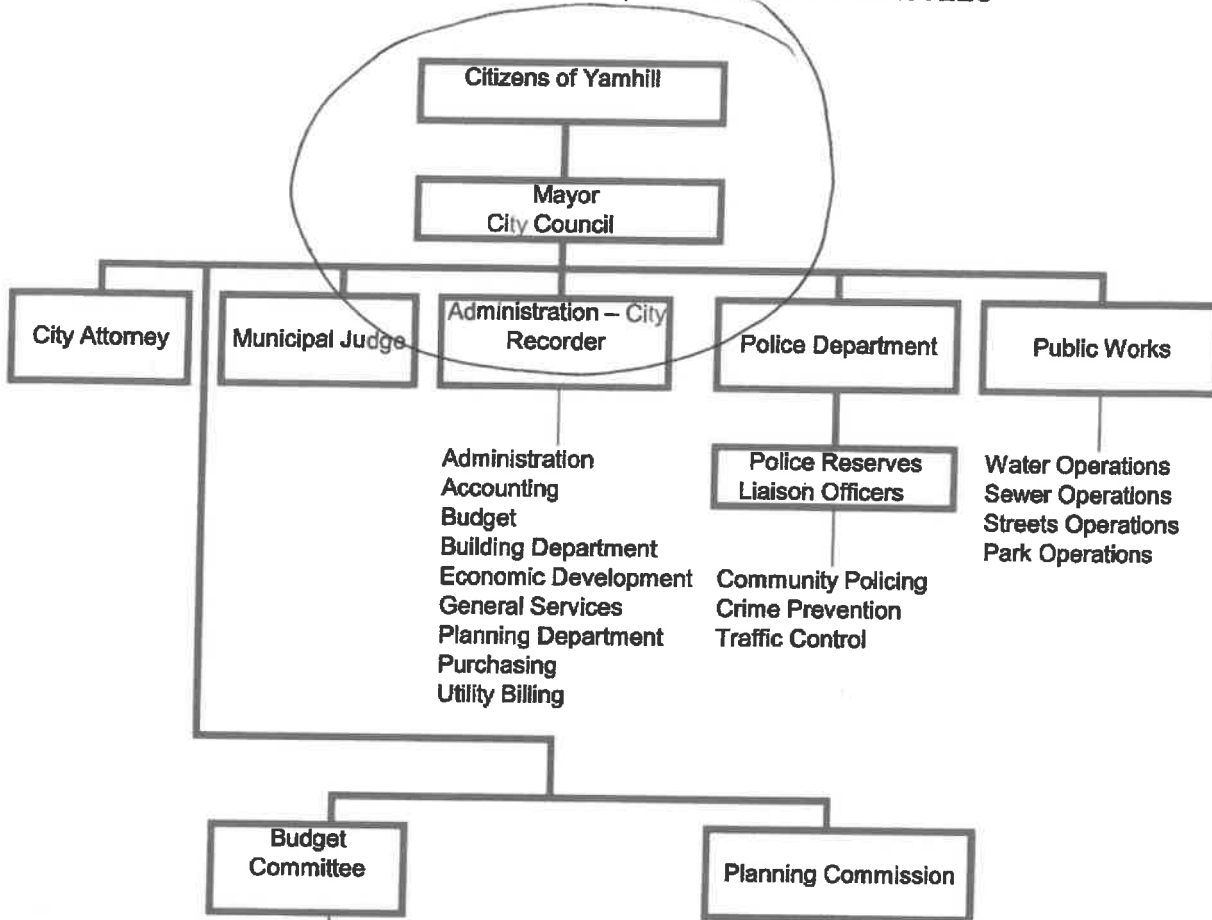 Citizens of Yamhill
Mayor
City Council
City Attorney
Municipal Judge
Administration – City
Recorder
Police Department
Public Works
Administration
Accounting
Budget
Building Department
Economic Development
General Services
Planning Department
Purchasing
Utility Billing
Police Reserves
Liaison Officers
Community Policing
Crime Prevention
Traffic Control
Water Operations
Sewer Operations
Streets Operations
Park Operations
Budget
Committee
Planning Commission